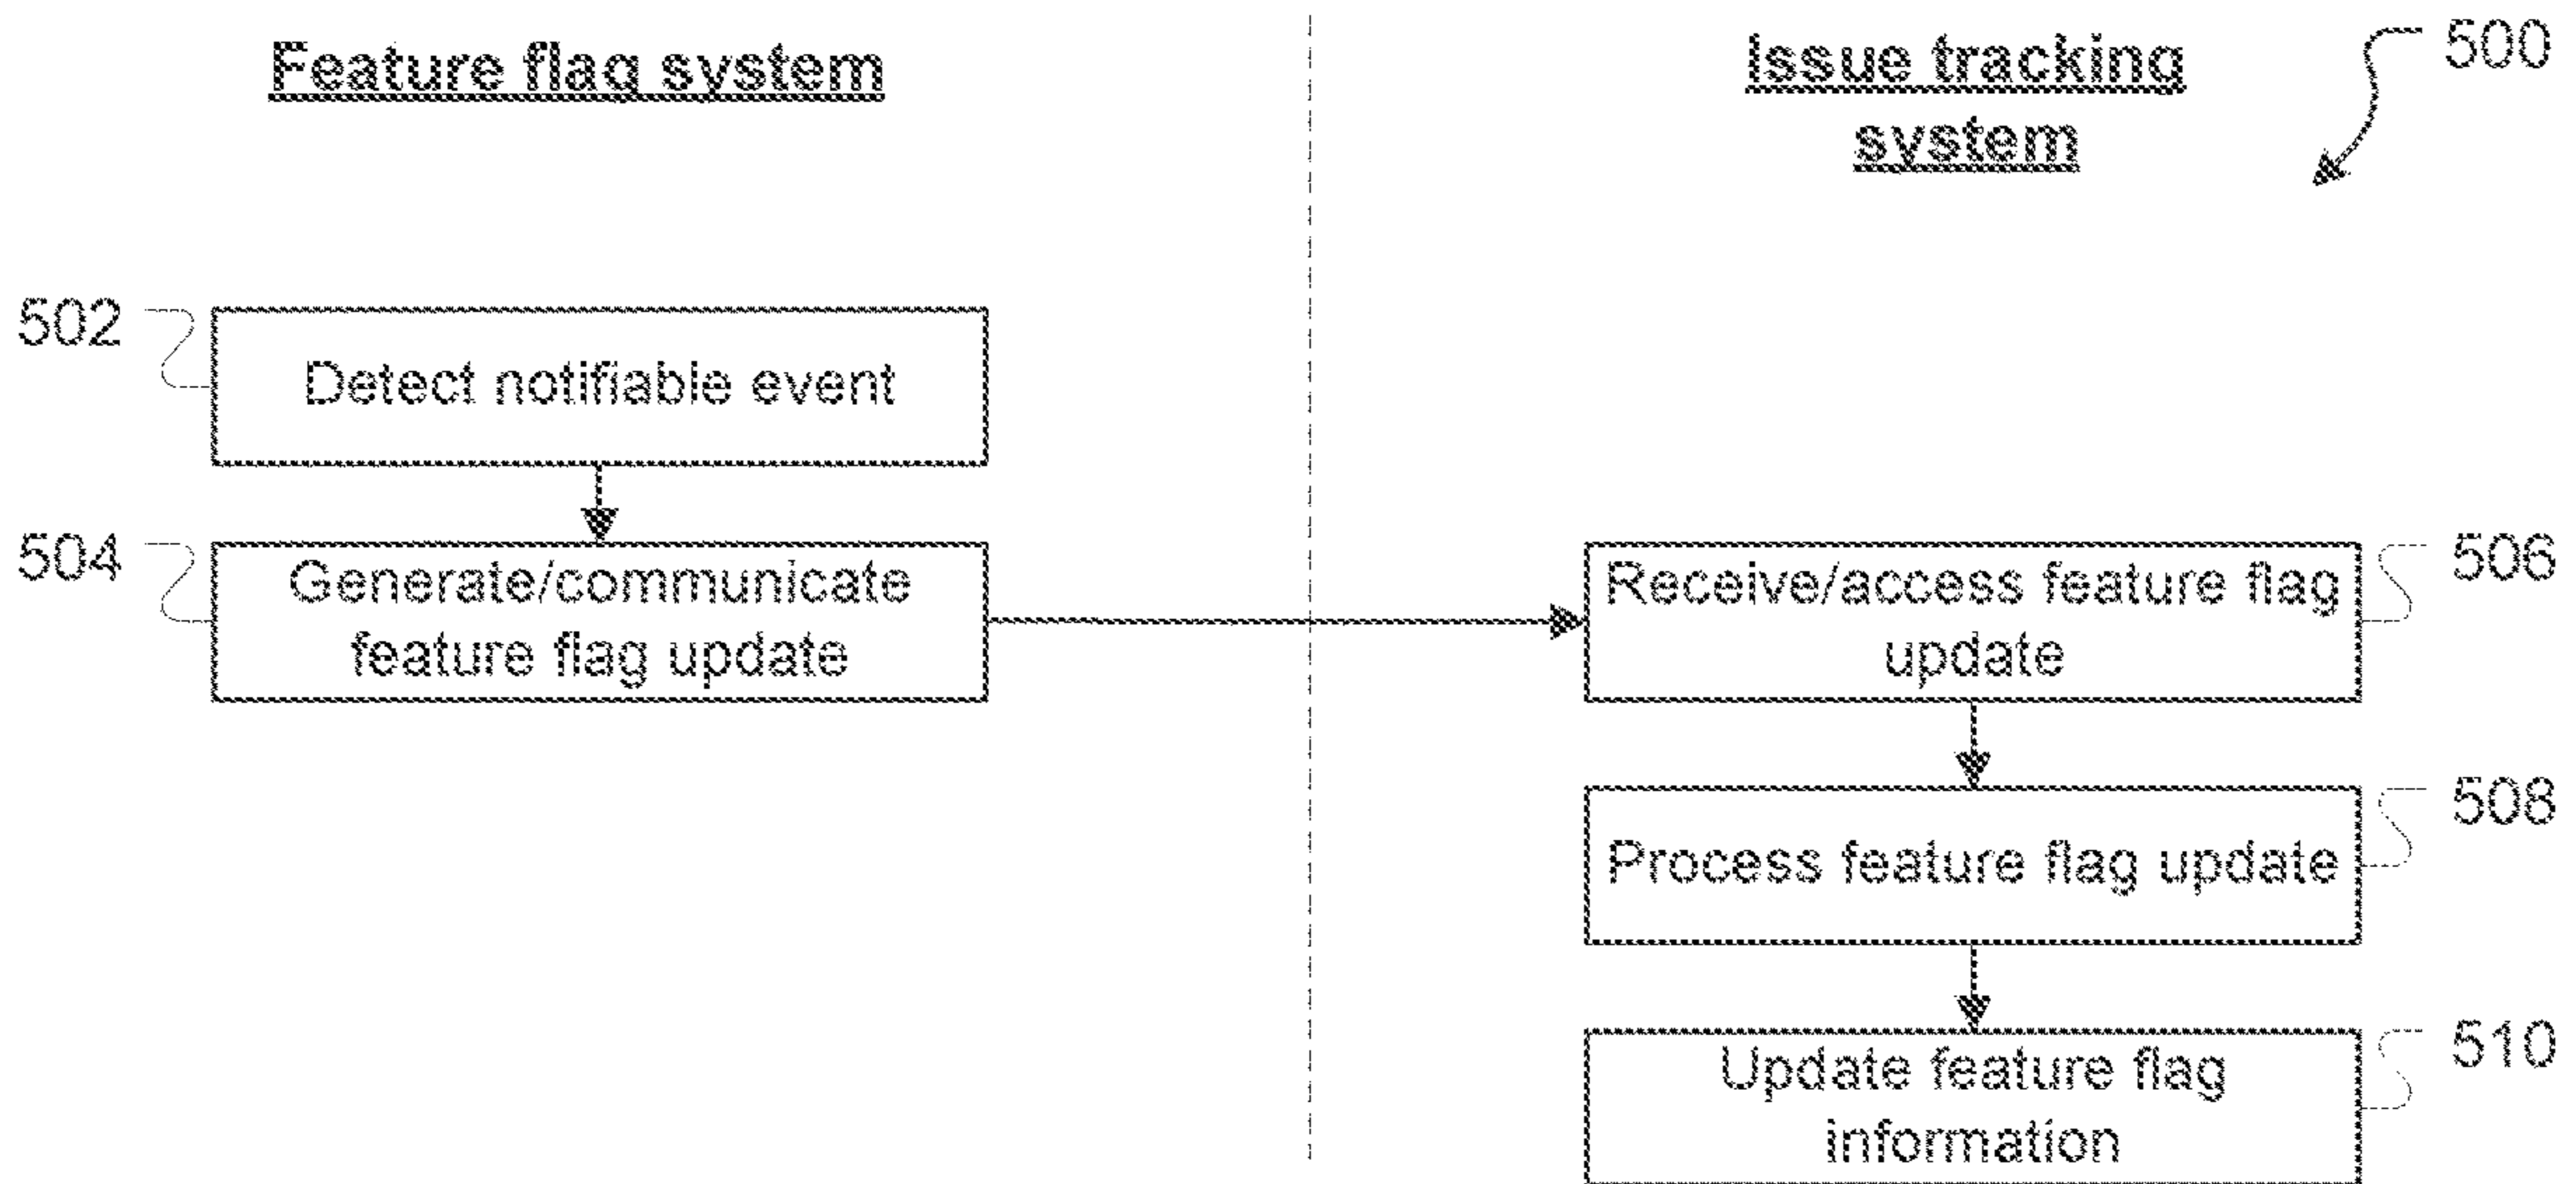 Feature flag system
Issue tracking
system
500
502
Detect notifiable event
504
Generate/communicate
feature flag update
Receive/access feature flag
update
506
Process feature flag update
508
Update feature flag
information
510